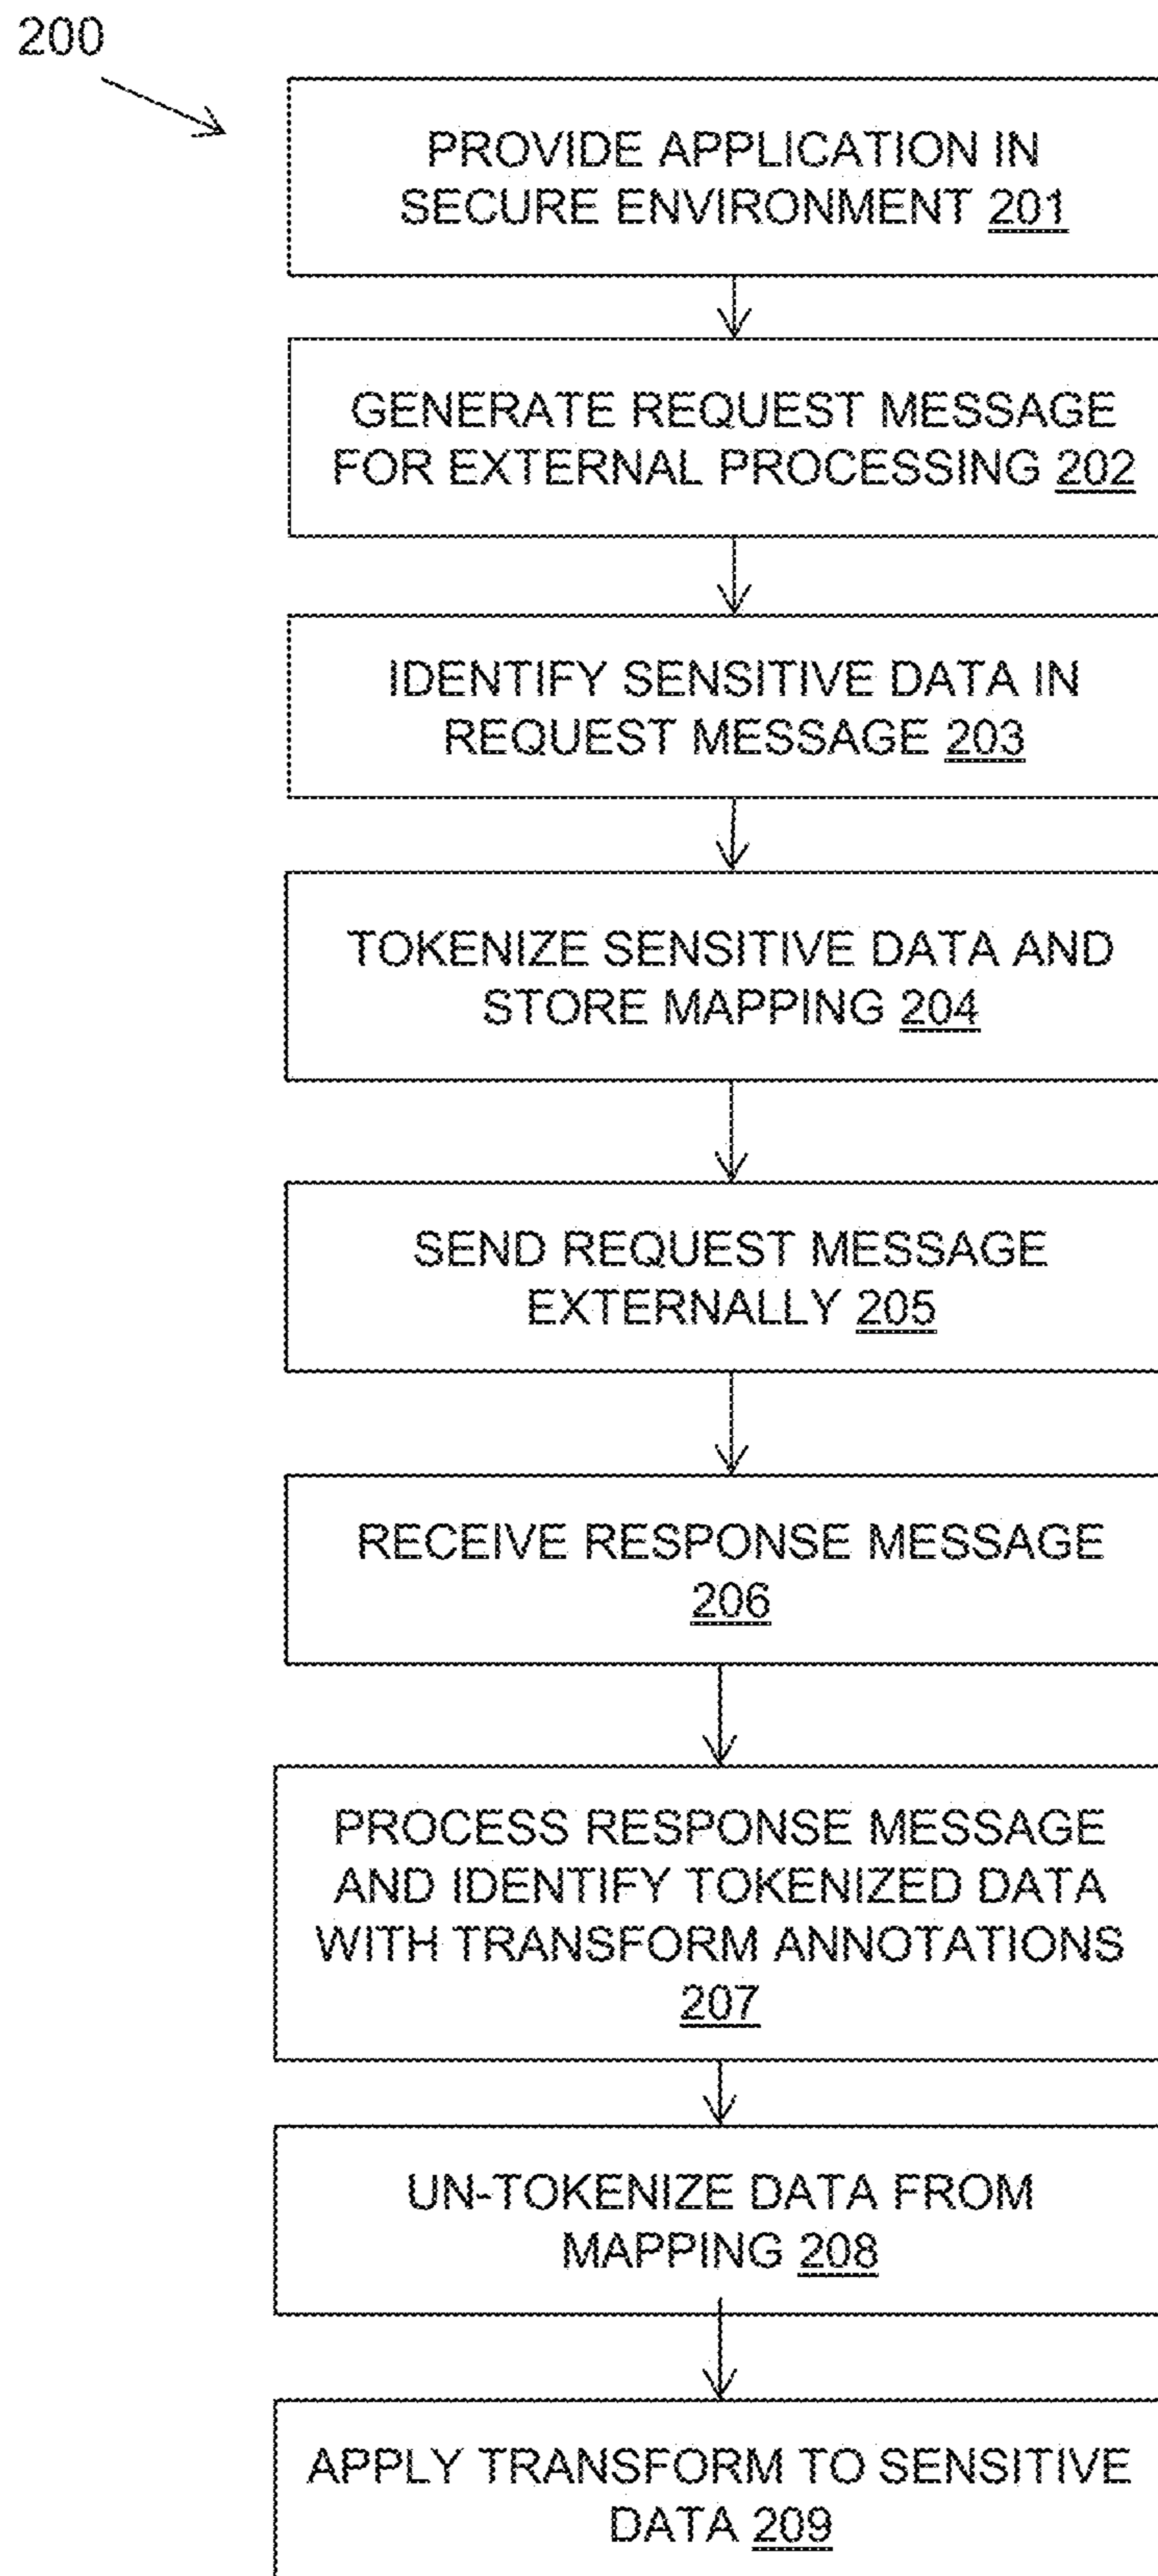 200
PROVIDE APPLICATION IN
SECURE ENVIRONMENT 201
GENERATE REQUEST MESSAGE
FOR EXTERNAL PROCESSING 202
IDENTIFY SENSITIVE DATA IN
REQUEST MESSAGE 203
TOKENIZE SENSITIVE DATA AND
STORE MAPPING 204
SEND REQUEST MESSAGE
EXTERNALLY 205
RECEIVE RESPONSE MESSAGE
206
PROCESS RESPONSE MESSAGE
AND IDENTIFY TOKENIZED DATA
WITH TRANSFORM ANNOTATIONS
207
UN-TOKENIZE DATA FROM
MAPPING 208
APPLY TRANSFORM TO SENSITIVE
DATA 209